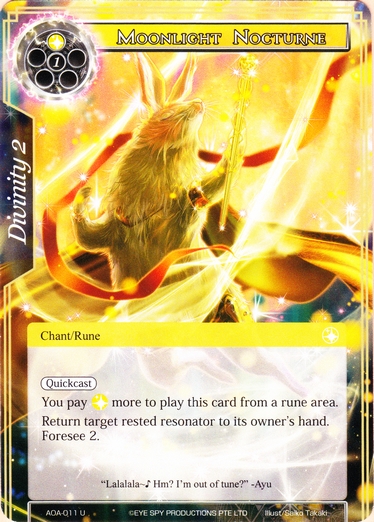 Moonlight Nocturne
1
Divinity 2
Chant/Rune
Quickcast
You pay more to play this card from a rune area.
Return target rested resonator to its owner's hand.
Foresee 2.
“Lalalala~♪ Hm? I'm out of tune?” -Ayu
AOA-011 U ©EYE SPY PRODUCTIONS PTE LTD Illust/Saiko Takaki